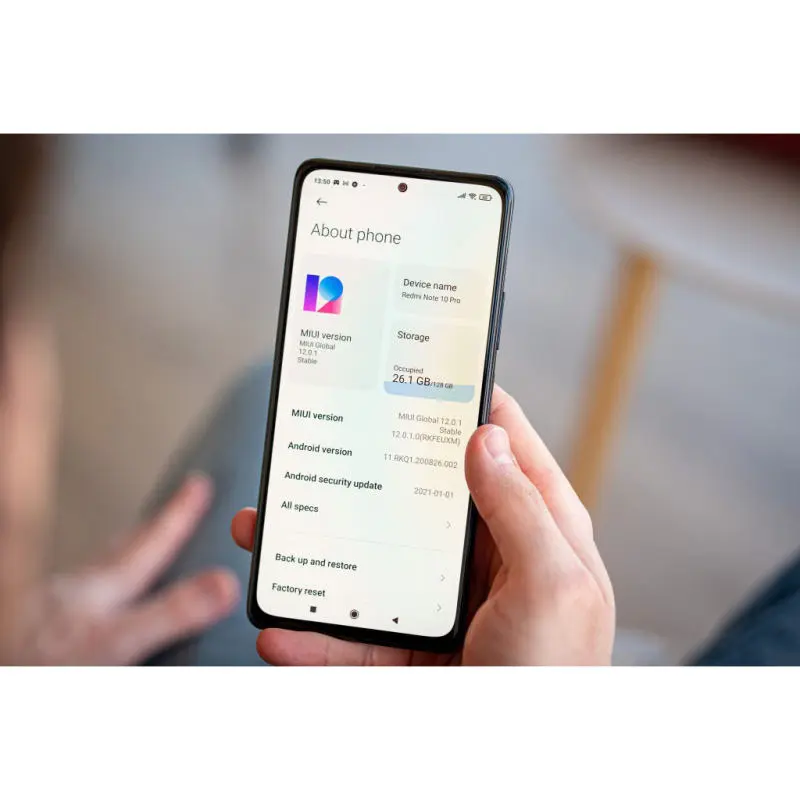 13:50
About phone
12
MIUI version
MIUI Global
12.0.1
Stable
Device name
Redmi Note 10 Pro
Storage
Occupied
26.1 GB/128 GB
MIUI version
MIUI Global 12.0.1
Stable
12.0.1.0(RKFEUXM)
Android version
11 RKQ1.200826.002
Android security update
2021-01-01
All specs
Back up and restore
Factory reset